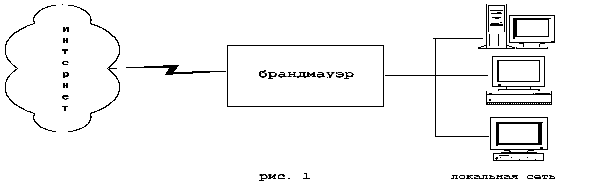 интернет
брандмауэр
рис. 1
локальная сеть